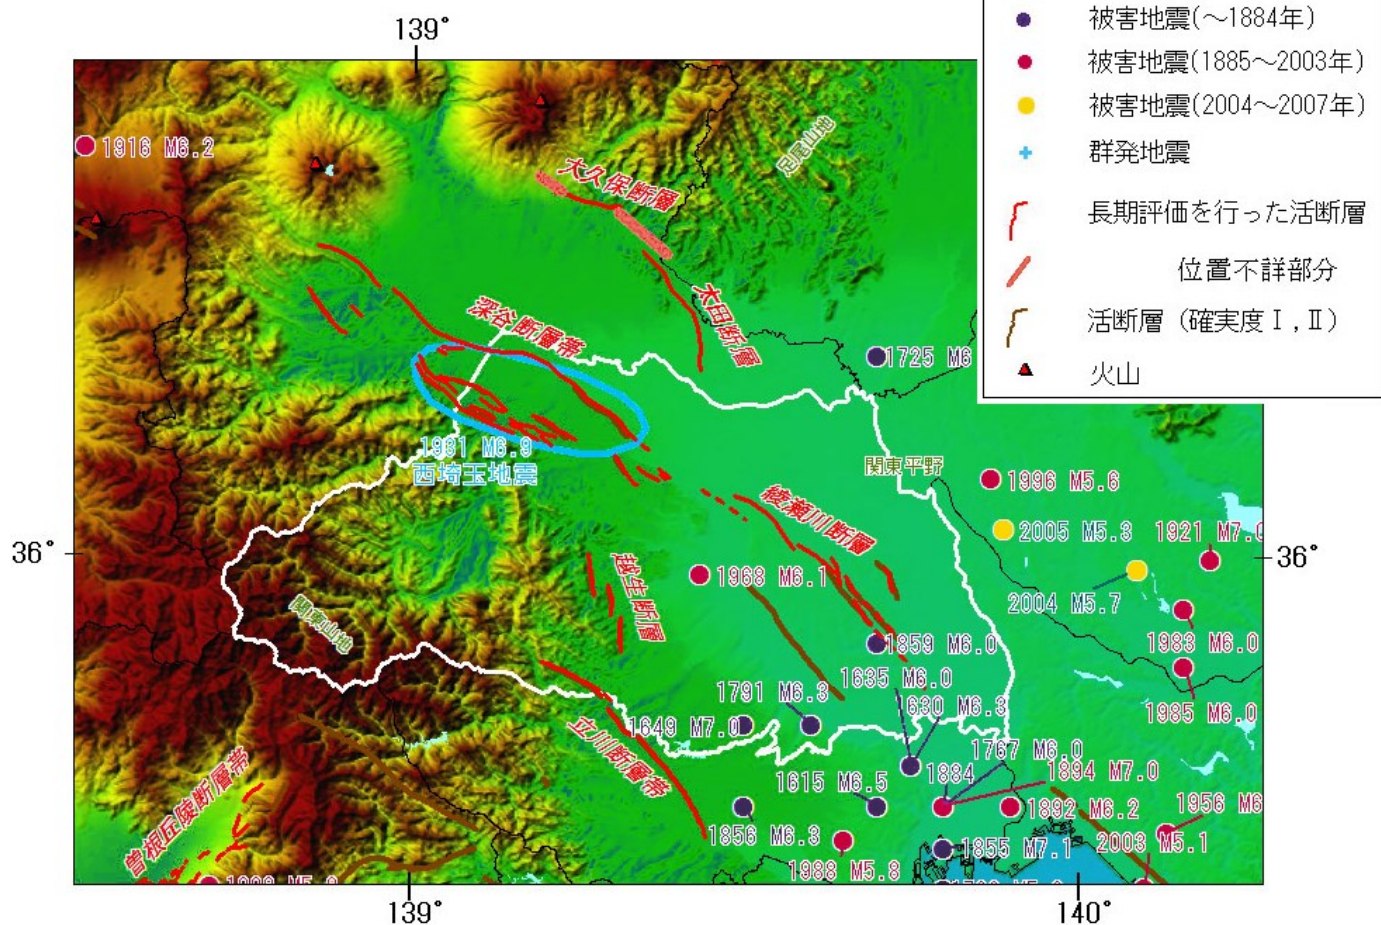 被害地震(～1884年)
139°
被害地震(1885～2003年)
被害地震(2004～2007年)
足尾山地
1916 M6.2
群発地震
大久保断層
長期評価を行った活断層
位置不詳部分
深谷断層帯
太田断層
活断層（確実度Ⅰ,Ⅱ）
1725 M6
火山
1931 M6.9
西埼玉地震
関東平野
1996 M5.6
綾瀬川断層
2005 M5.3
1921 M7.0
36°
36°
越生断層
1968 M6.1
2004 M5.7
関東山地
1859 M6.0
1983 M6.0
1635 M6.0
1791 M6.3
1630 M6.3
1985 M6.0
1649 M7.0
立川断層帯
1767 M6.0
1884
1894 M7.0
曽根丘陵断層帯
1615 M6.5
1892 M6.2
1956 M6
1856 M6.3
2003 M5.1
1855 M7.1
1988 M5.8
139°
140°